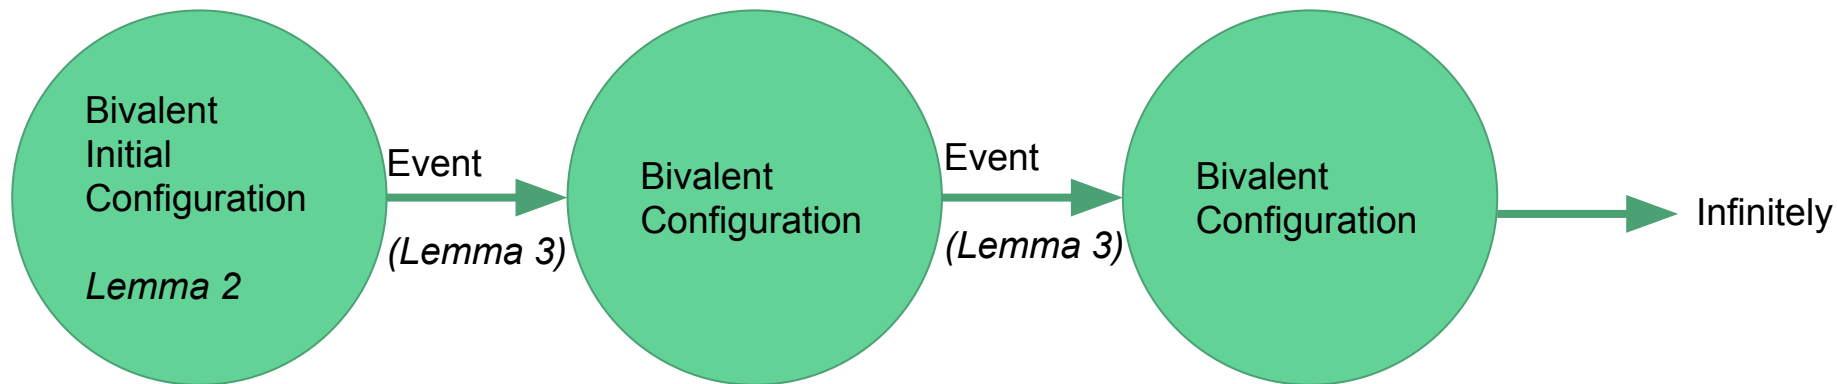 Bivalent
Initial
Configuration
Lemma 2
Event
(Lemma 3)
Bivalent
Configuration
Event
(Lemma 3)
Bivalent
Configuration
Infinitely